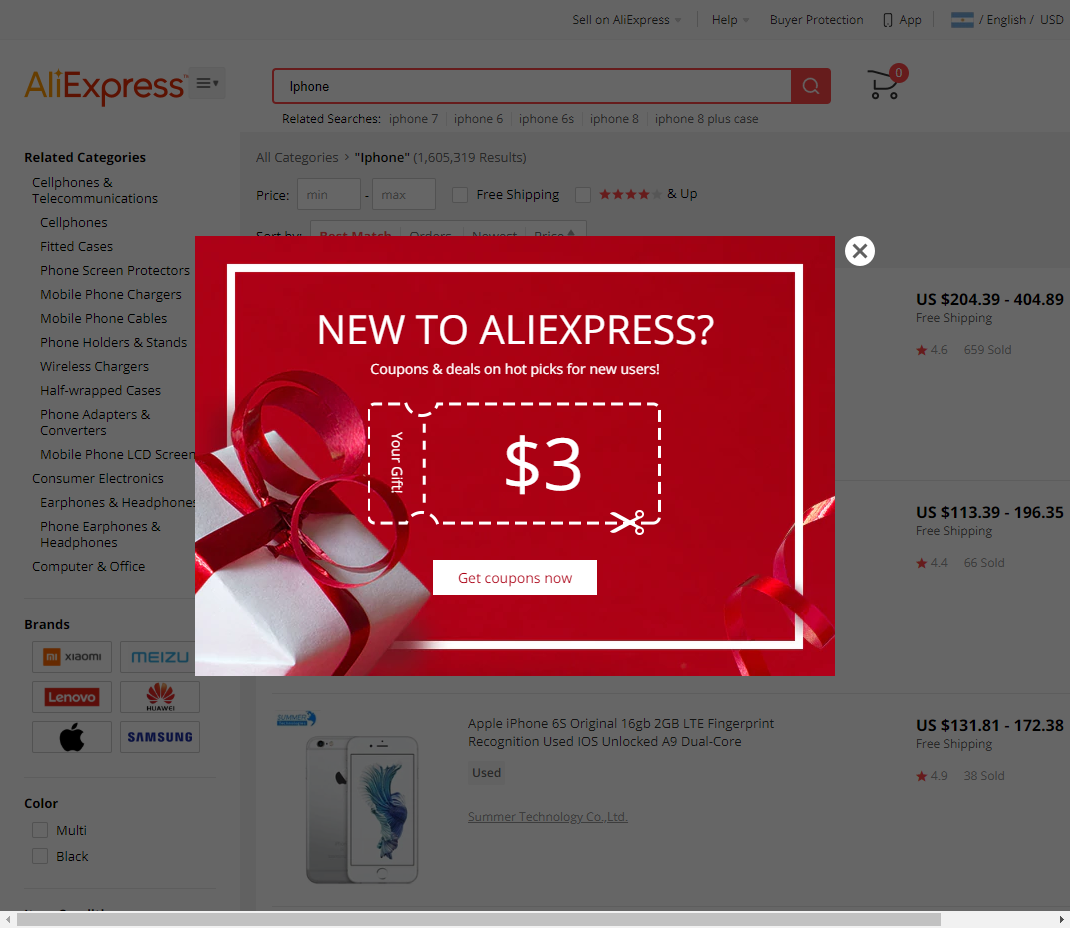 Sell on AliExpress
Help
Buyer Protection
App
/ English / USD
AliExpress™
Iphone
0
Related Searches: iphone 7 iphone 6 iphone 6s iphone 8 iphone 8 plus case
Related Categories
Cellphones &
Telecommunications
Cellphones
Fitted Cases
Phone Screen Protectors
Mobile Phone Chargers
Mobile Phone Cables
Phone Holders & Stands
Wireless Chargers
Half-wrapped Cases
Phone Adapters &
Converters
Mobile Phone LCD Screen
Consumer Electronics
Earphones & Headphones
Phone Earphones &
Headphones
Computer & Office
Brands
mi xiaomi
MEIZU
Lenovo
HUAWEI
SAMSUNG
Color
Multi
Black
All Categories > "Iphone" (1,605,319 Results)
Price: min - max Free Shipping & Up
Sort by: Best Match Orders Newest Price
NEW TO ALIEXPRESS?
Coupons & deals on hot picks for new users!
Your Gift!
$3
Get coupons now
US $204.39 - 404.89
Free Shipping
4.6 659 Sold
US $113.39 - 196.35
Free Shipping
4.4 66 Sold
SUMMER
Apple iPhone 6S Original 16gb 2GB LTE Fingerprint
Recognition Used IOS Unlocked A9 Dual-Core
Used
Summer Technology Co.,Ltd.
US $131.81 - 172.38
Free Shipping
4.9 38 Sold